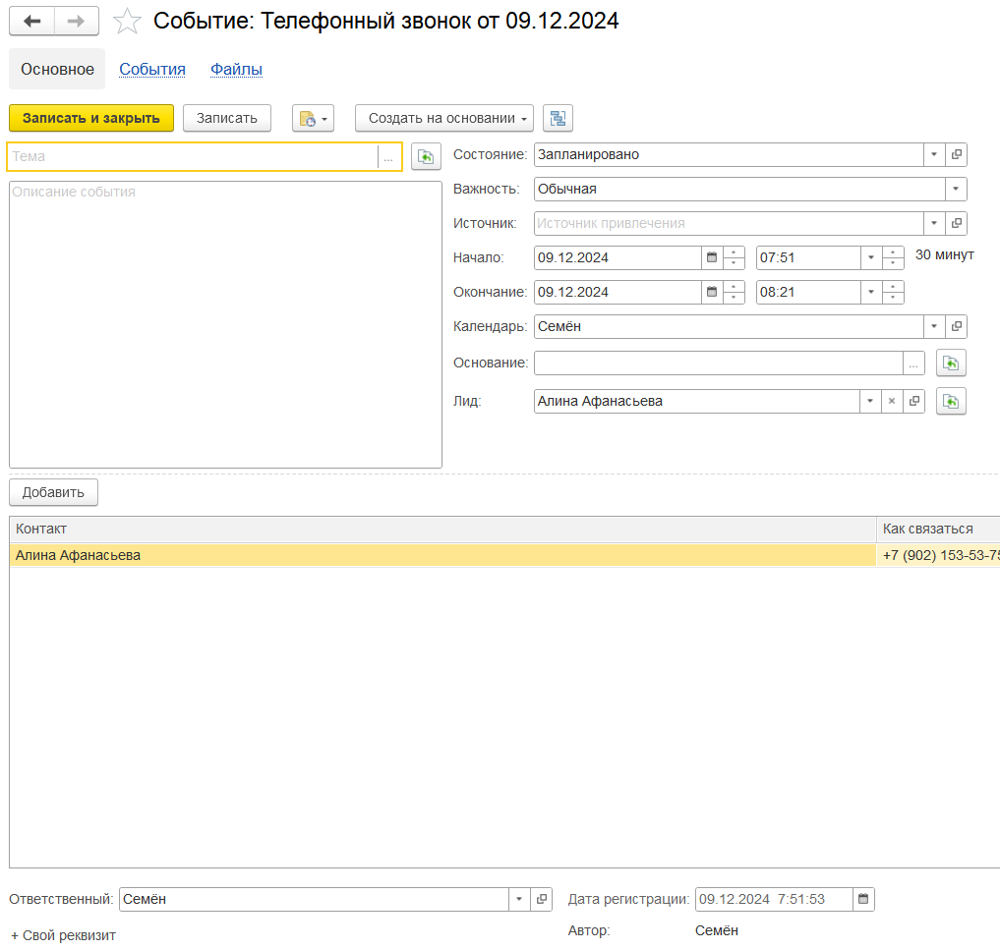 Событие: Телефонный звонок от 09.12.2024
Основное События Файлы
Записать и закрыть Записать Создать на основании
Тема ...
Описание события
Состояние: Запланировано
Важность: Обычная
Источник: Источник привлечения
Начало: 09.12.2024 07:51 30 минут
Окончание: 09.12.2024 08:21
Календарь: Семён
Основание: ...
Лид: Алина Афанасьева
Добавить
Контакт Как связаться
Алина Афанасьева +7 (902) 153-53-75
Ответственный: Семён Дата регистрации: 09.12.2024 7:51:53
+ Свой реквизит Автор: Семён